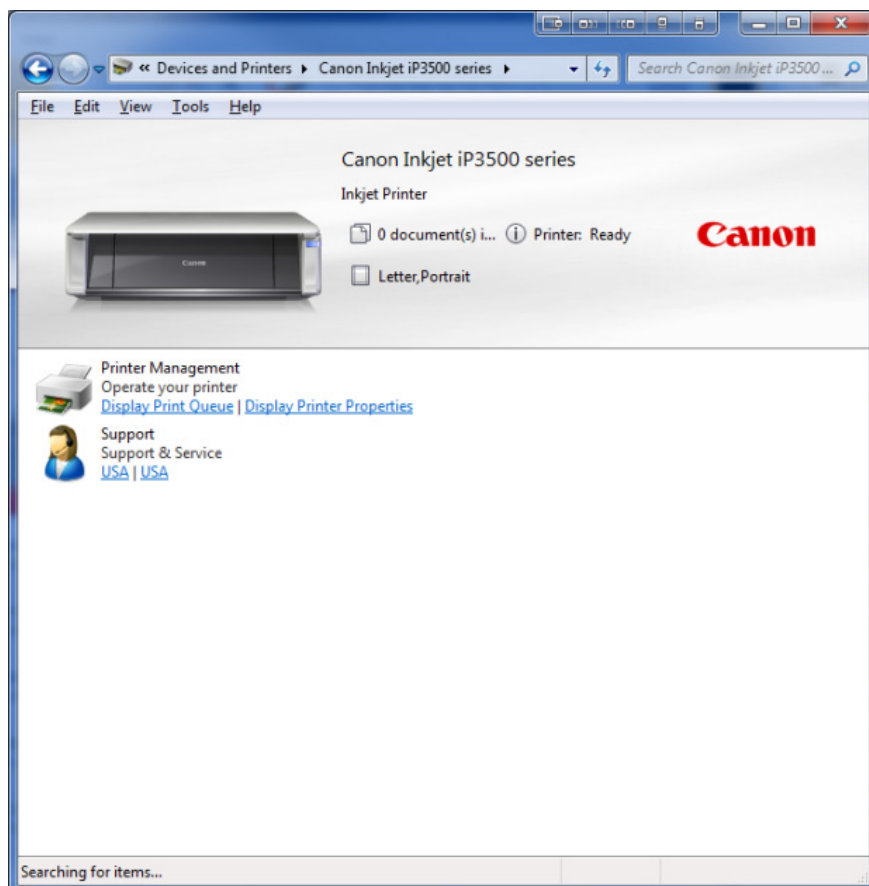 « Devices and Printers ▸ Canon Inkjet iP3500 series ▸ Search Canon Inkjet iP3500 ...
File Edit View Tools Help
Canon Inkjet iP3500 series
Inkjet Printer
0 document(s) i... Printer: Ready
Canon
Letter,Portrait
Canon
Printer Management
Operate your printer
Display Print Queue | Display Printer Properties
Support
Support & Service
USA | USA
Searching for items...